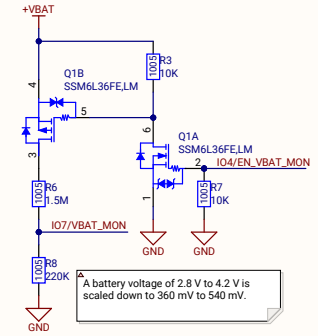 +VBAT
R3
10K
1005
Q1B
SSM6L36FE,LM
4
5
3
6
Q1A
SSM6L36FE,LM
2
IO4/EN_VBAT_MON
1
1005
R6
1.5M
1005
R7
10K
IO7/VBAT_MON
GND
GND
1005
R8
220K
GND
A battery voltage of 2.8 V to 4.2 V is
scaled down to 360 mV to 540 mV.